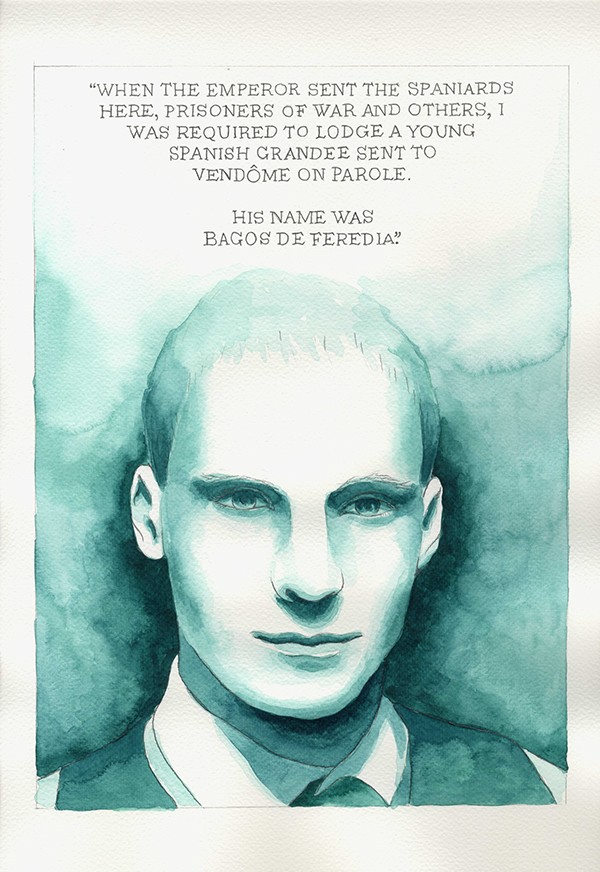 "WHEN THE EMPEROR SENT THE SPANIARDS
HERE, PRISONERS OF WAR AND OTHERS, I
WAS REQUIRED TO LODGE A YOUNG
SPANISH GRANDEE SENT TO
VENDÔME ON PAROLE.
HIS NAME WAS
BAGOS DE FEREDIA."